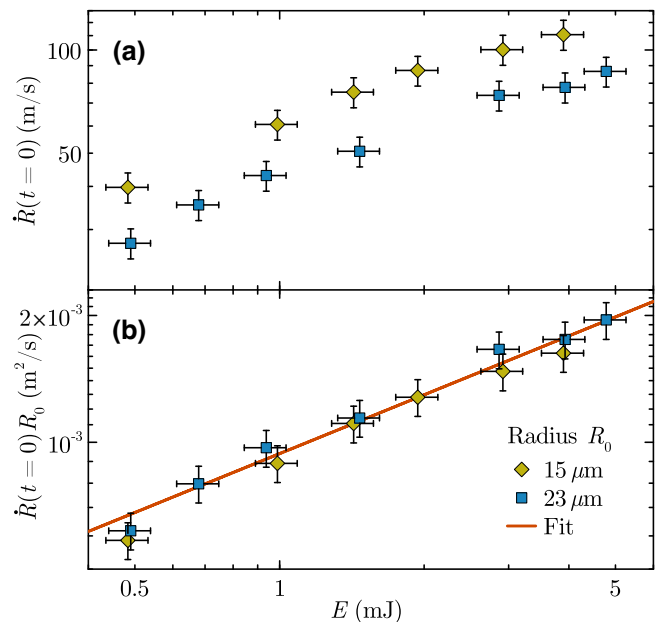 (a)
100
50
Ṙ(t = 0) (m/s)
(b)
2×10⁻³
10⁻³
Ṙ(t = 0)R₀ (m²/s)
Radius R₀
15 μm
23 μm
Fit
0.5 1 5
E (mJ)